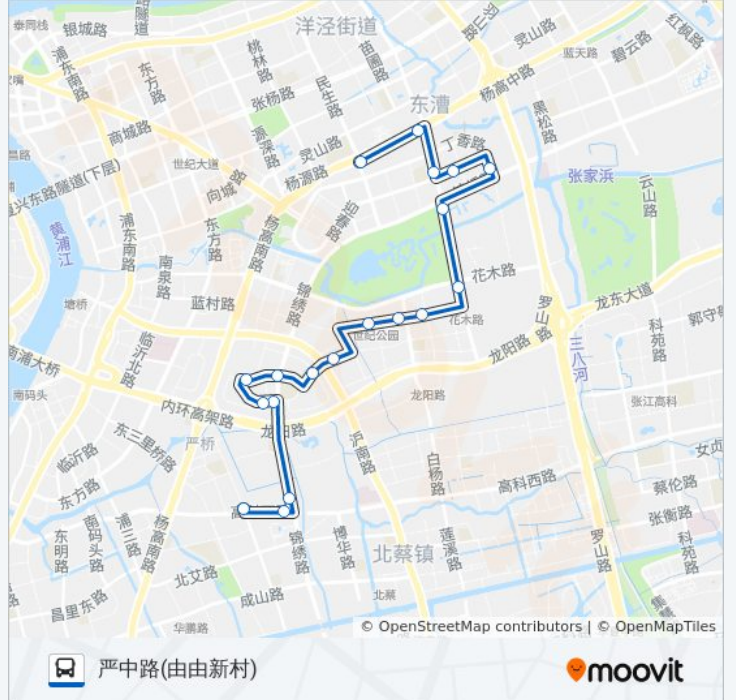 泰同线
银城路
浦东南路
东方路
桃林路
洋泾街道
苗圃路
灵山路
蓝天路
碧云路
红枫路
民生路
张杨路
东漕
杨高中路
黑松路
商城路
源深路
灵山路
丁香路
世纪大道
杨源路
张家浜
向城路
迎春路
云山路
黄浦江
浦东南路
东方路
杨高南路
南泉路
锦绣路
花木路
塘桥
蓝村路
龙东大道
罗山路
花木路
世纪公园
科苑路
临沂北路
南浦大桥
龙阳路
三八河
南码头
内环高架路
龙阳路
张江高科
严桥
龙阳路
东三里桥路
泸南路
临沂路
白杨路
高科西路
东方路
蔡伦路
张衡路
东明路
南码头路
浦三路
杨高南路
锦绣路
博华路
莲溪路
罗山路
科苑路
北蔡镇
北艾路
成山路
北蔡
昌里东路
华鹏路
© OpenStreetMap contributors | © OpenMapTiles
严中路(由由新村)
moovit